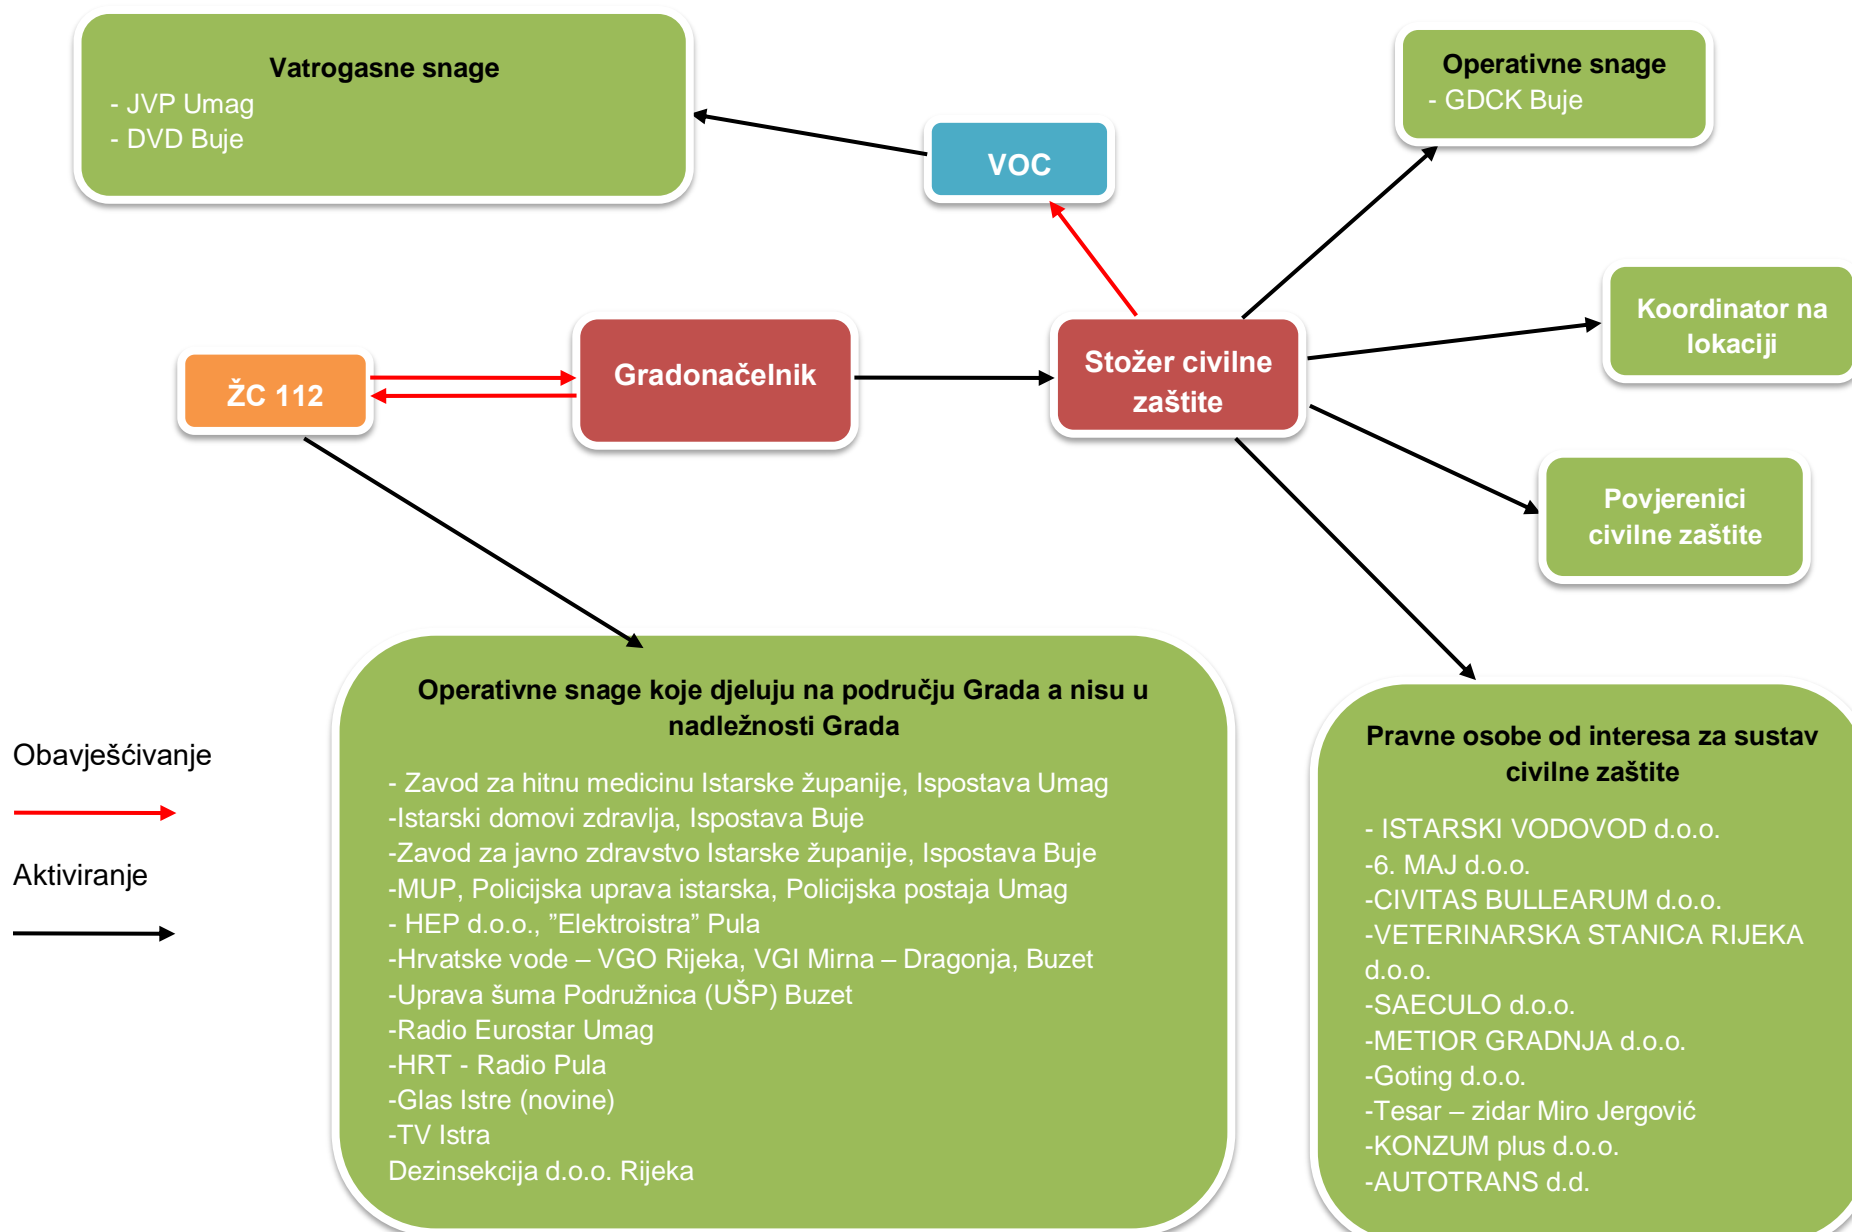 Vatrogasne snage
- JVP Umag
- DVD Buje
VOC
Operativne snage
- GDCK Buje
Koordinator na
lokaciji
ŽC 112
Gradonačelnik
Stožer civilne
zaštite
Povjerenici
civilne zaštite
Obavješćivanje
Aktiviranje
Operativne snage koje djeluju na području Grada a nisu u
nadležnosti Grada
- Zavod za hitnu medicinu Istarske županije, Ispostava Umag
-Istarski domovi zdravlja, Ispostava Buje
-Zavod za javno zdravstvo Istarske županije, Ispostava Buje
-MUP, Policijska uprava istarska, Policijska postaja Umag
- HEP d.o.o., ”Elektroistra” Pula
-Hrvatske vode – VGO Rijeka, VGI Mirna – Dragonja, Buzet
-Uprava šuma Podružnica (UŠP) Buzet
-Radio Eurostar Umag
-HRT - Radio Pula
-Glas Istre (novine)
-TV Istra
Dezinsekcija d.o.o. Rijeka
Pravne osobe od interesa za sustav
civilne zaštite
- ISTARSKI VODOVOD d.o.o.
-6. MAJ d.o.o.
-CIVITAS BULLEARUM d.o.o.
-VETERINARSKA STANICA RIJEKA
d.o.o.
-SAECULO d.o.o.
-METIOR GRADNJA d.o.o.
-Goting d.o.o.
-Tesar – zidar Miro Jergović
-KONZUM plus d.o.o.
-AUTOTRANS d.d.